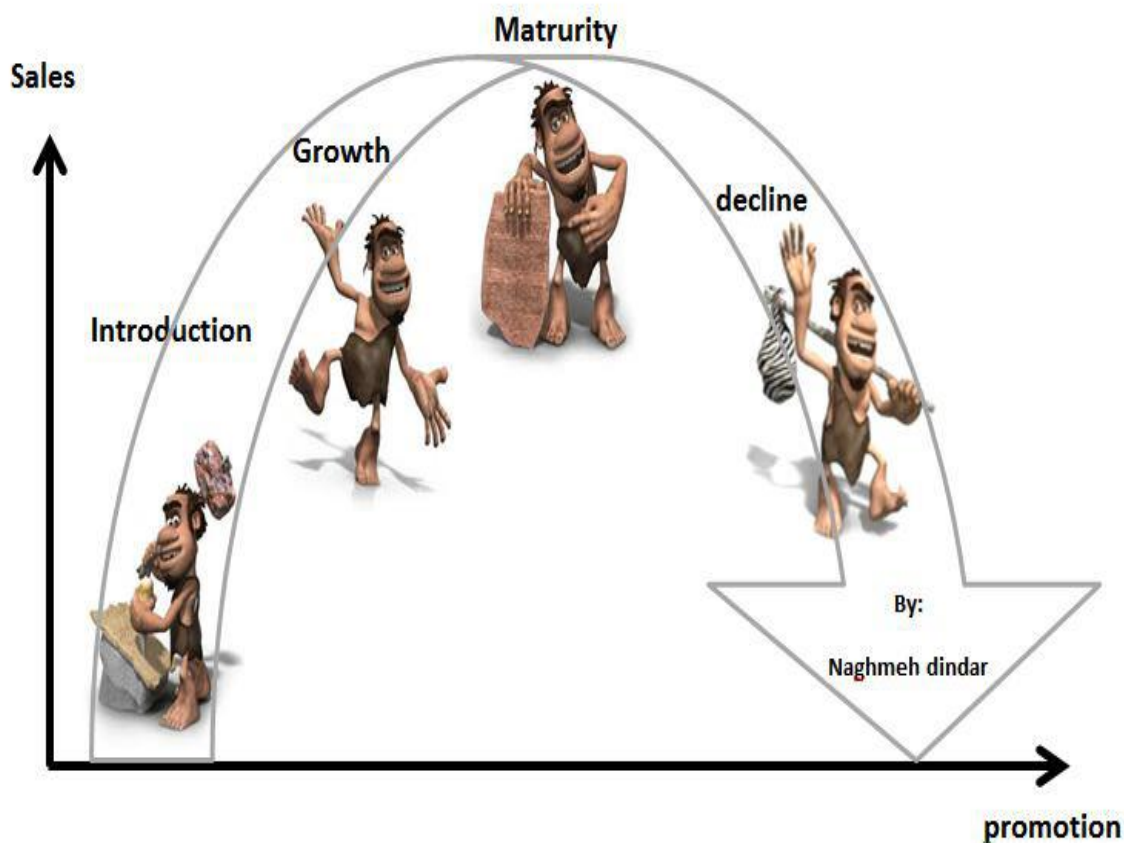 Matrurity
Sales
Growth
decline
Introduction
By:
Naghmeh dindar
promotion